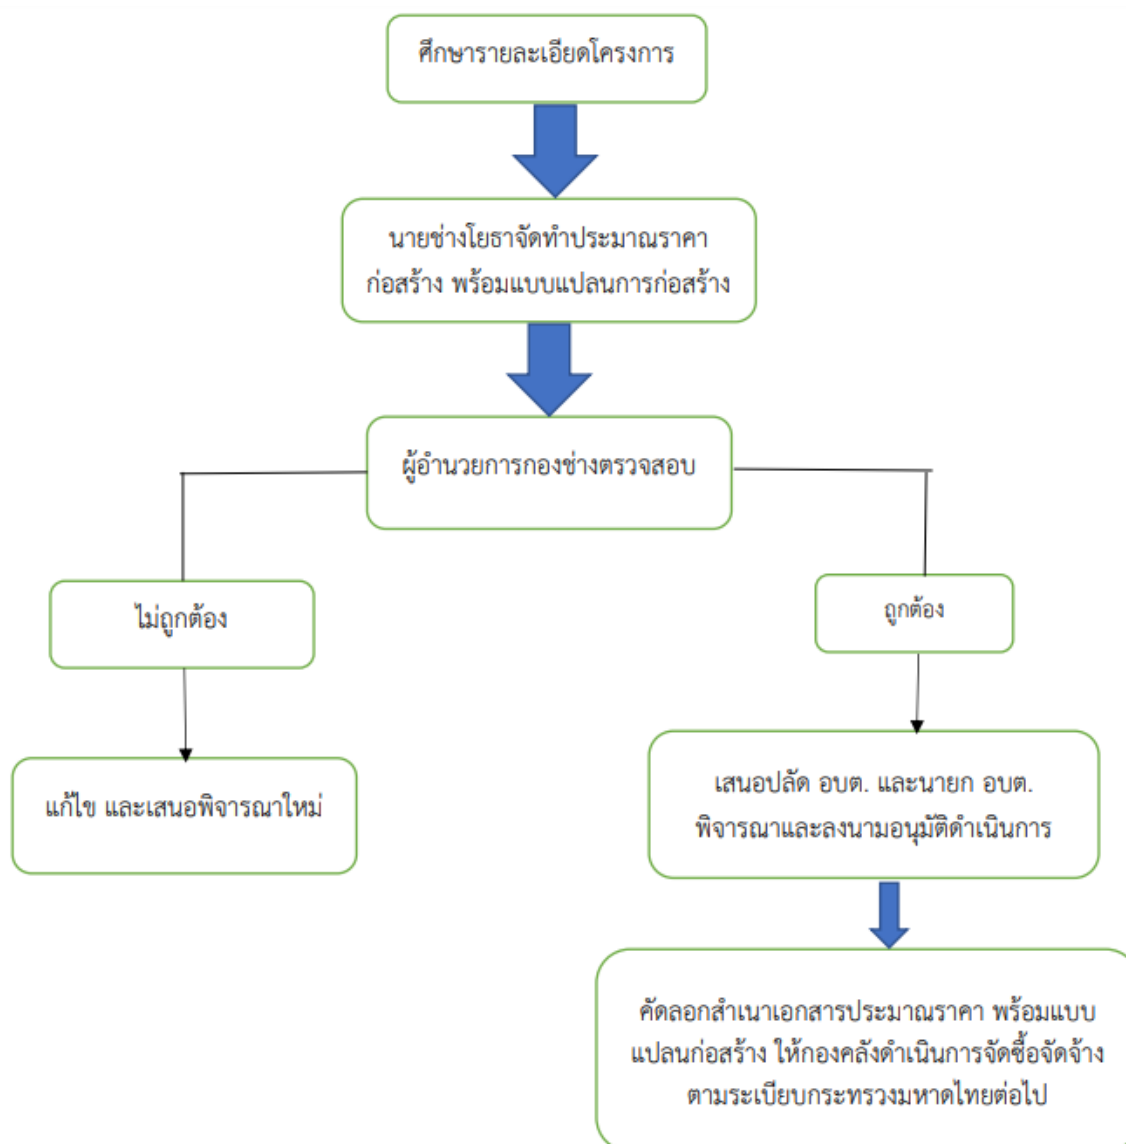 ศึกษารายละเอียดโครงการ
นายช่างโยธาจัดทำประมาณราคา
ก่อสร้าง พร้อมแบบแปลนการก่อสร้าง
ผู้อำนวยการกองช่างตรวจสอบ
ไม่ถูกต้อง
ถูกต้อง
แก้ไข และเสนอพิจารณาใหม่
เสนอปลัด อบต. และนายก อบต.
พิจารณาและลงนามอนุมัติดำเนินการ
คัดลอกสำเนาเอกสารประมาณราคา พร้อมแบบ
แปลนก่อสร้าง ให้กองคลังดำเนินการจัดซื้อจัดจ้าง
ตามระเบียบกระทรวงมหาดไทยต่อไป